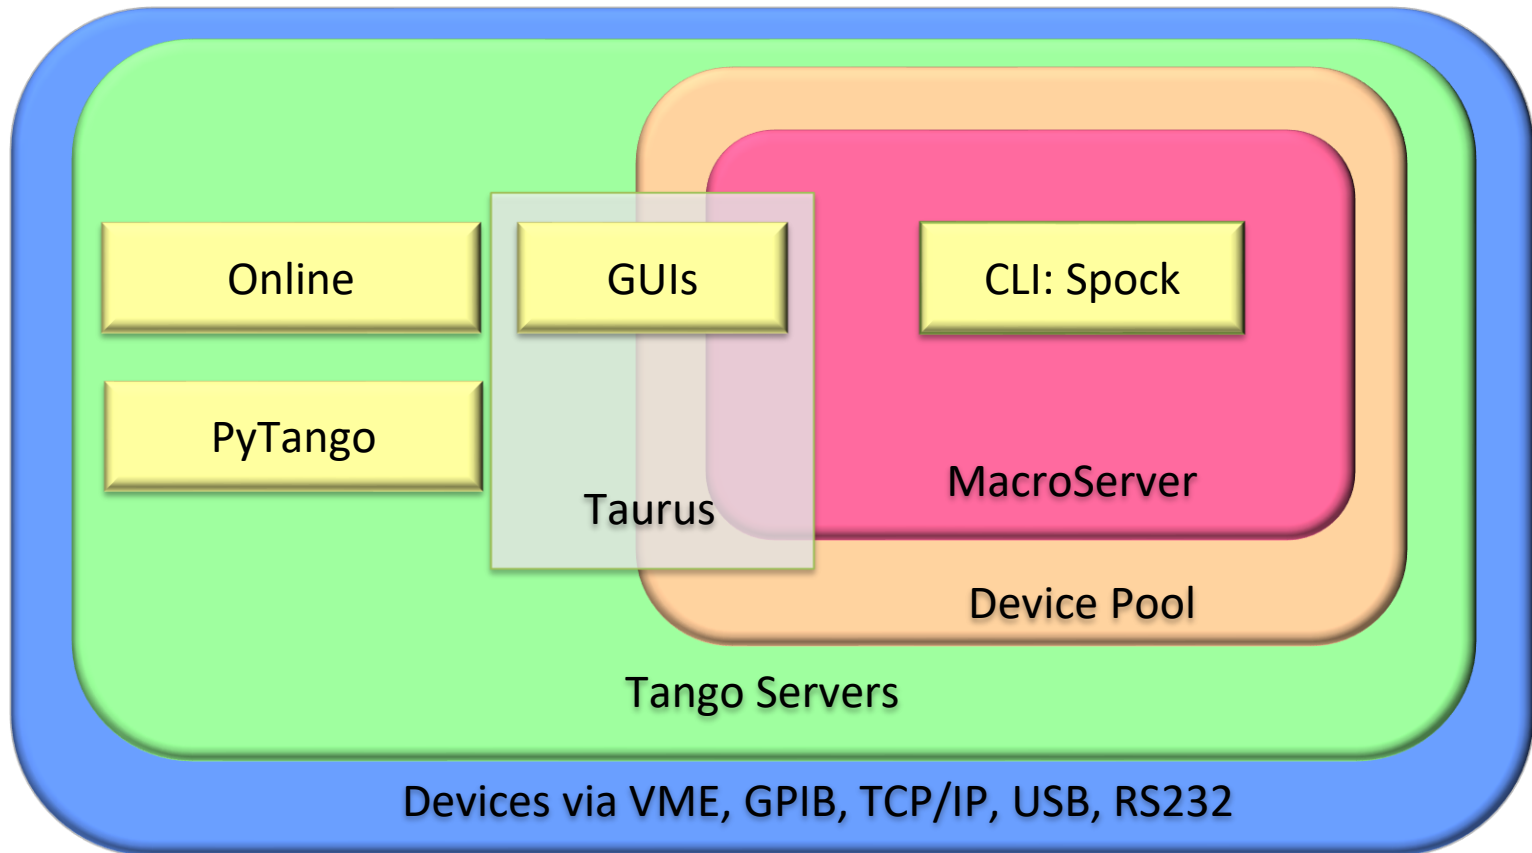 Online
GUIs
CLI: Spock
PyTango
MacroServer
Taurus
Device Pool
Tango Servers
Devices via VME, GPIB, TCP/IP, USB, RS232